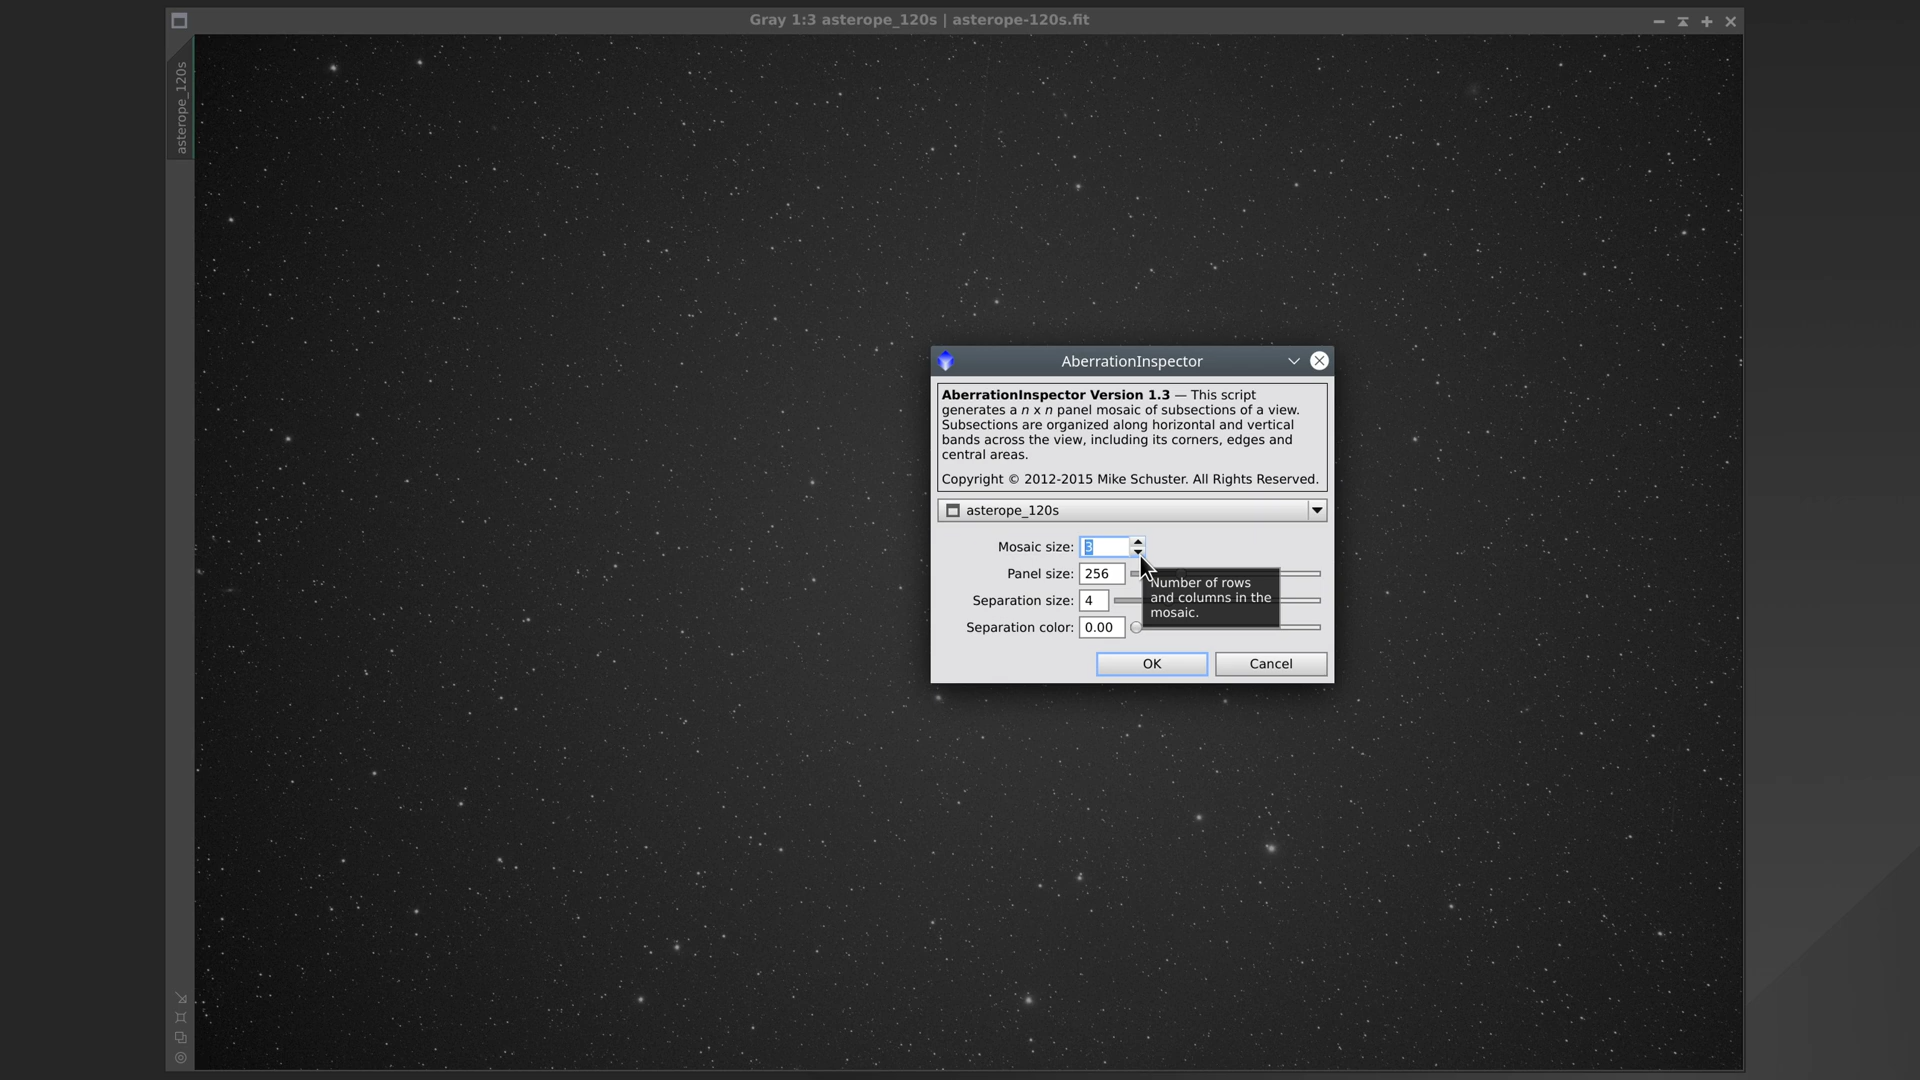 Gray 1:3 asterope_120s | asterope-120s.fit
asterope_120s
AberrationInspector
AberrationInspector Version 1.3 — This script
generates a n x n panel mosaic of subsections of a view.
Subsections are organized along horizontal and vertical
bands across the view, including its corners, edges and
central areas.
Copyright © 2012-2015 Mike Schuster. All Rights Reserved.
asterope_120s
Mosaic size: 3
Panel size: 256
Number of rows
and columns in the
mosaic.
Separation size: 4
Separation color: 0.00
OK
Cancel